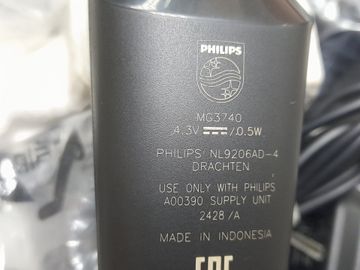 PHILIPS
MG3740
4.3V ⎓/0.5W
PHILIPS/ NL9206AD-4
DRACHTEN
USE ONLY WITH PHILIPS
A00390 SUPPLY UNIT
2428 /A
MADE IN INDONESIA